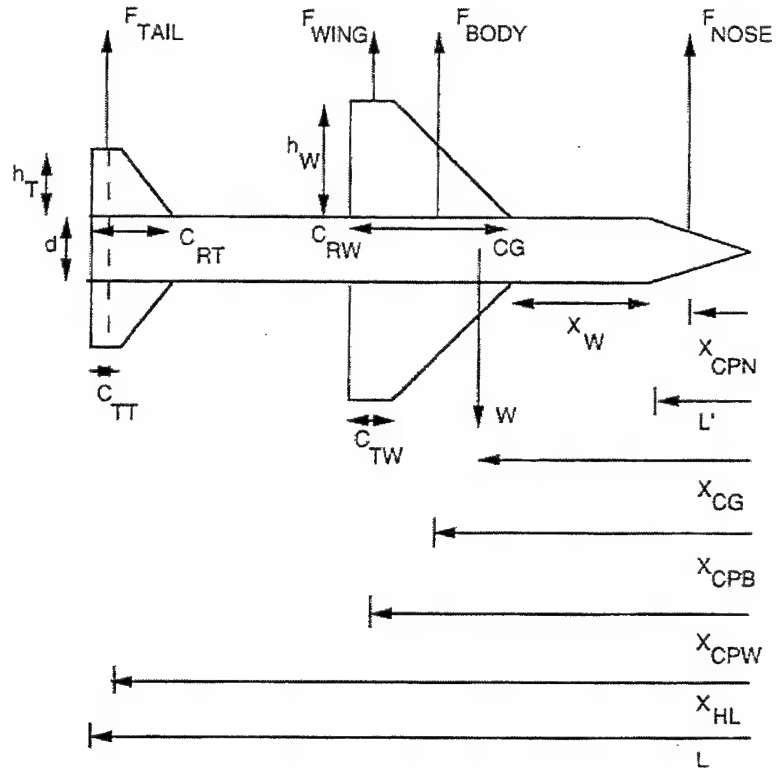 F_TAIL F_WING F_BODY F_NOSE
h_W
h_T
d C_RT C_RW CG
X_W
X_CPN
C_TT W L'
C_TW
X_CG
X_CPB
X_CPW
X_HL
L